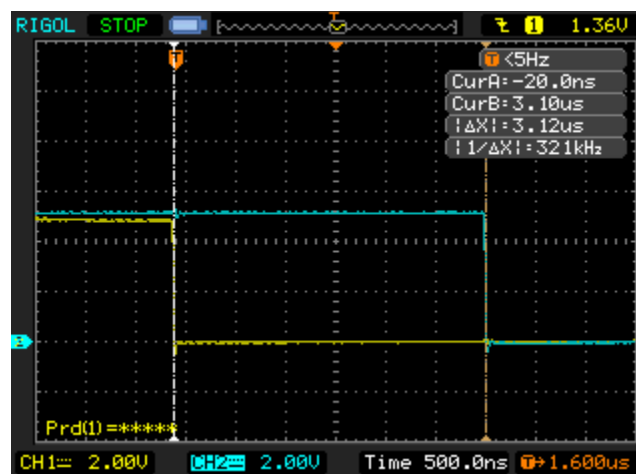 RIGOL STOP T 1 1.36V
T
T <5Hz
CurA=-20.0ns
CurB=3.10us
|ΔX|=3.12us
|1/ΔX|=321kHz
Prd(1)=*****
CH1 2.00V CH2 2.00V Time 500.0ns T→1.600us